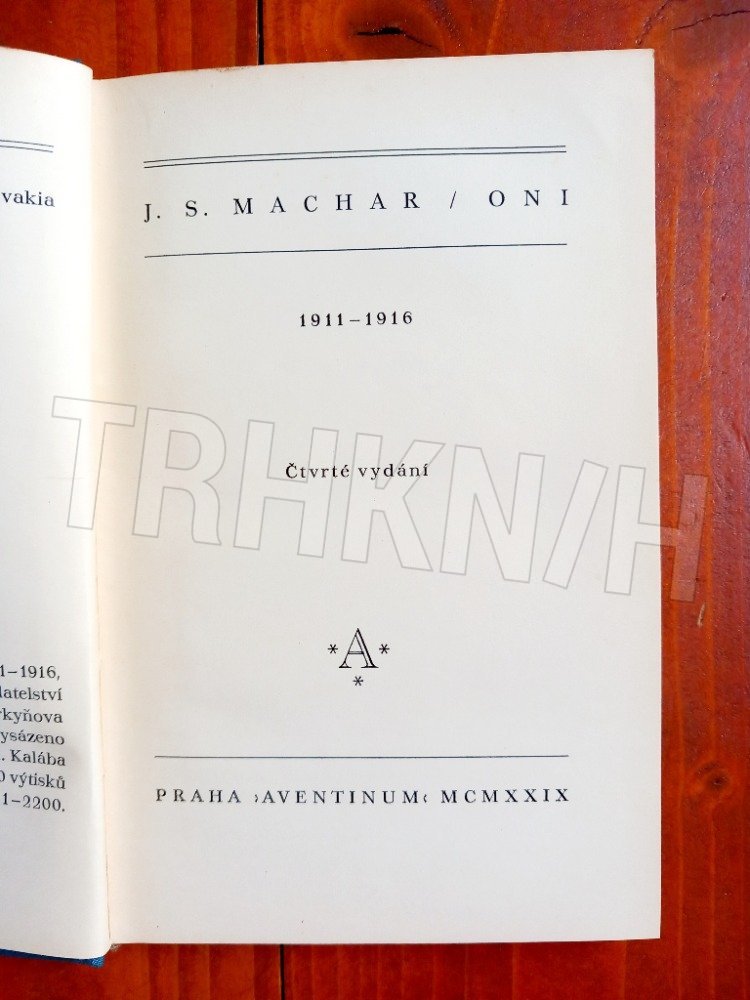 vakia
1–1916,
latelství
rkyňova
ysázeno
. Kalába
0 výtisků
1–2200.
J. S. MACHAR / ONI
1911–1916
Čtvrté vydání
*A*
*
PRAHA ›AVENTINUM‹ MCMXXIX
TRHKN/H